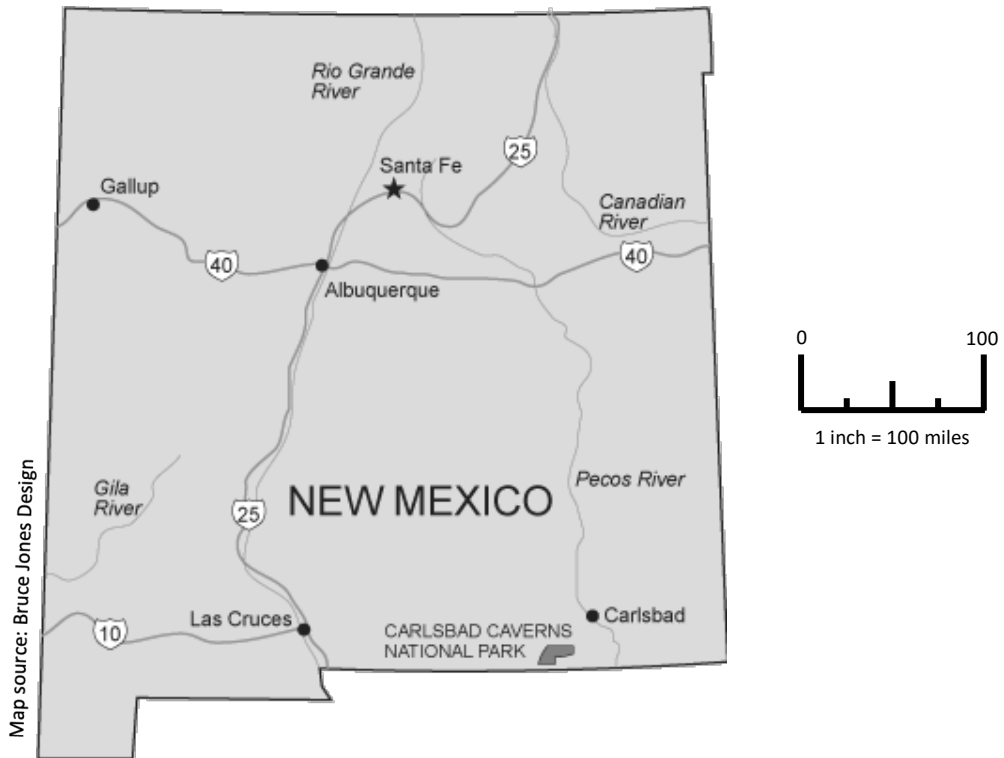 Rio Grande
River
25
Santa Fe
Gallup
Canadian
River
40
40
Albuquerque
0
100
1 inch = 100 miles
Gila
River
Pecos River
NEW MEXICO
25
Las Cruces
Carlsbad
10
CARLSBAD CAVERNS
NATIONAL PARK
Map source: Bruce Jones Design